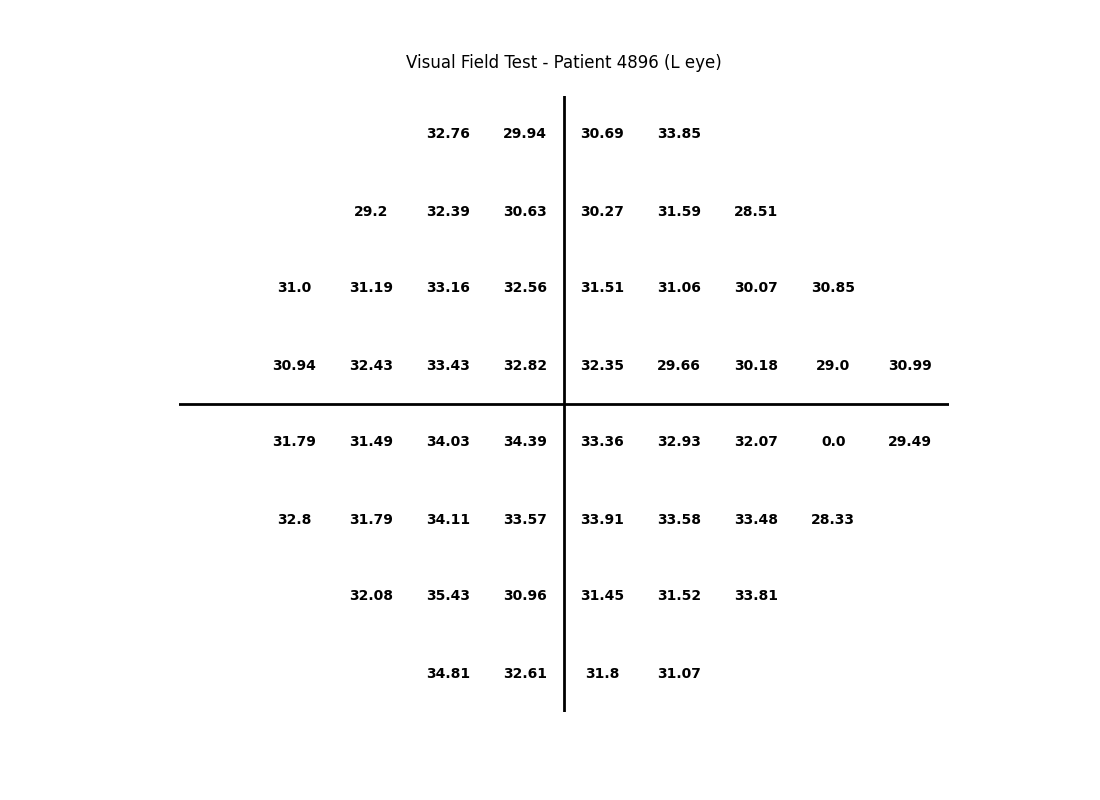 Visual Field Test - Patient 4896 (L eye)
32.76 29.94 30.69 33.85
29.2 32.39 30.63 30.27 31.59 28.51
31.0 31.19 33.16 32.56 31.51 31.06 30.07 30.85
30.94 32.43 33.43 32.82 32.35 29.66 30.18 29.0 30.99
31.79 31.49 34.03 34.39 33.36 32.93 32.07 0.0 29.49
32.8 31.79 34.11 33.57 33.91 33.58 33.48 28.33
32.08 35.43 30.96 31.45 31.52 33.81
34.81 32.61 31.8 31.07